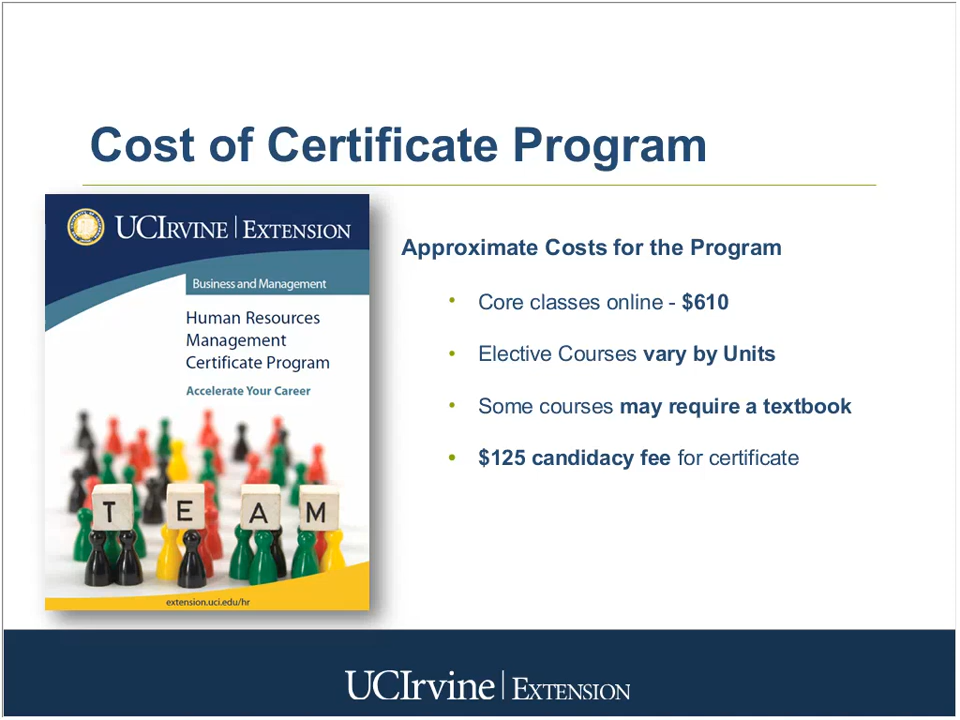 Cost of Certificate Program
UCIRVINE | EXTENSION
Business and Management
Human Resources
Management
Certificate Program
Accelerate Your Career
T E A M
extension.uci.edu/hr
Approximate Costs for the Program
• Core classes online - $610
• Elective Courses vary by Units
• Some courses may require a textbook
• $125 candidacy fee for certificate
UCIrvine | EXTENSION